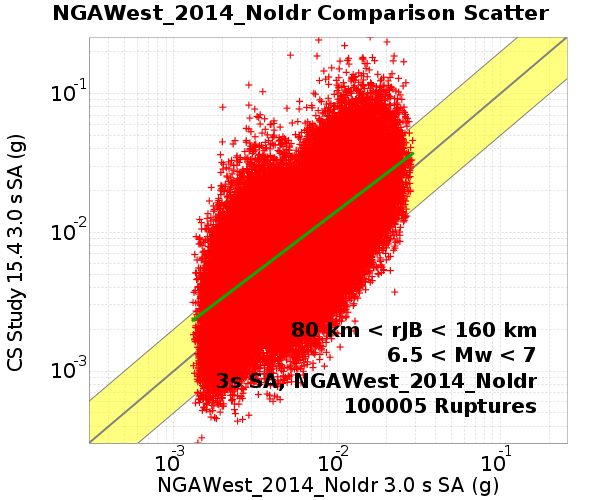 NGAWest_2014_NoIdr Comparison Scatter
CS Study 15.4 3.0 s SA (g)
10-1
10-2
10-3
80 km < rJB < 160 km
6.5 < Mw < 7
3s SA, NGAWest_2014_NoIdr
100005 Ruptures
10-3 10-2 10-1
NGAWest_2014_NoIdr 3.0 s SA (g)